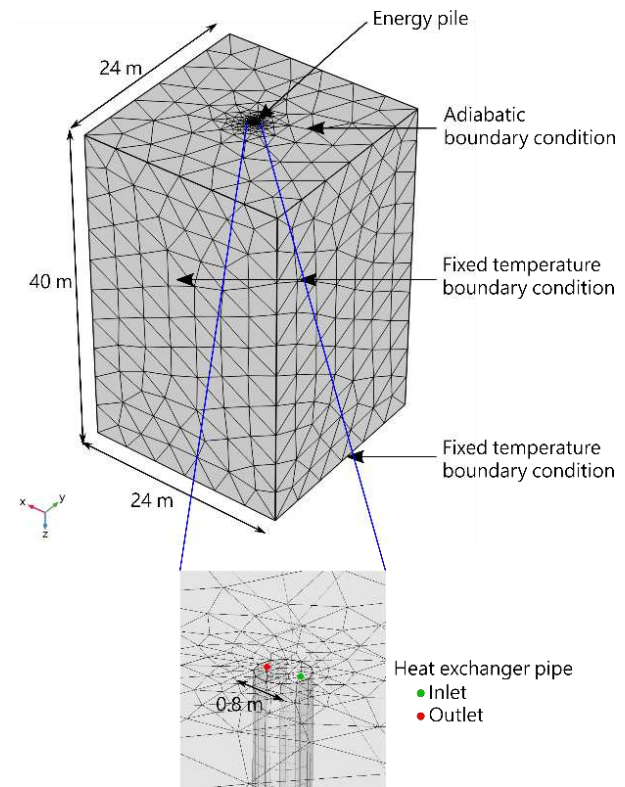 Energy pile
24 m
Adiabatic
boundary condition
40 m
Fixed temperature
boundary condition
Fixed temperature
boundary condition
24 m
x
y
z
0.8 m
Heat exchanger pipe
Inlet
Outlet